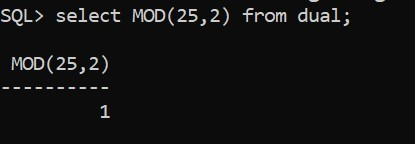 SQL> select MOD(25,2) from dual;
MOD(25,2)
----------
1